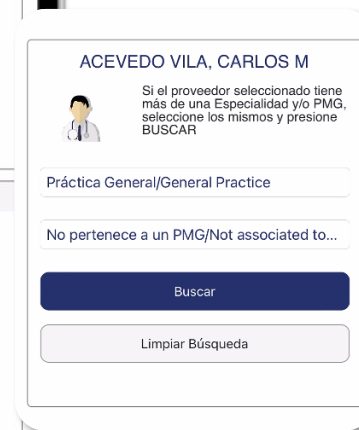 ACEVEDO VILA, CARLOS M
Si el proveedor seleccionado tiene
más de una Especialidad y/o PMG,
seleccione los mismos y presione
BUSCAR
Práctica General/General Practice
No pertenece a un PMG/Not associated to...
Buscar
Limpiar Búsqueda